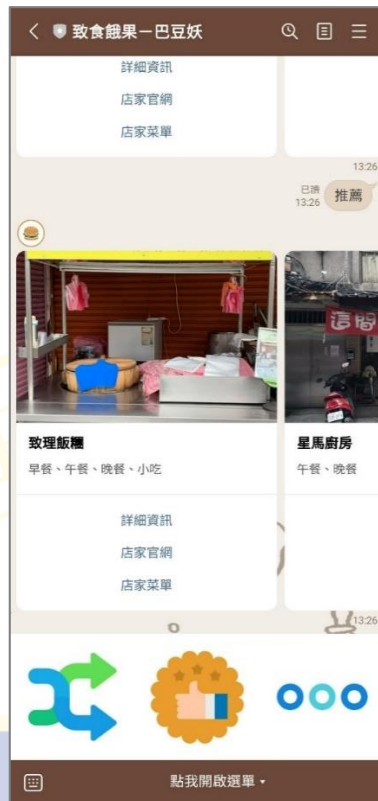 致食餓果－巴豆妖
詳細資訊
店家官網
店家菜單
13:26
已讀
13:26
推薦
這間
致理飯糰
早餐、午餐、晚餐、小吃
詳細資訊
店家官網
店家菜單
星馬廚房
午餐、晚餐
13:26
點我開啟選單